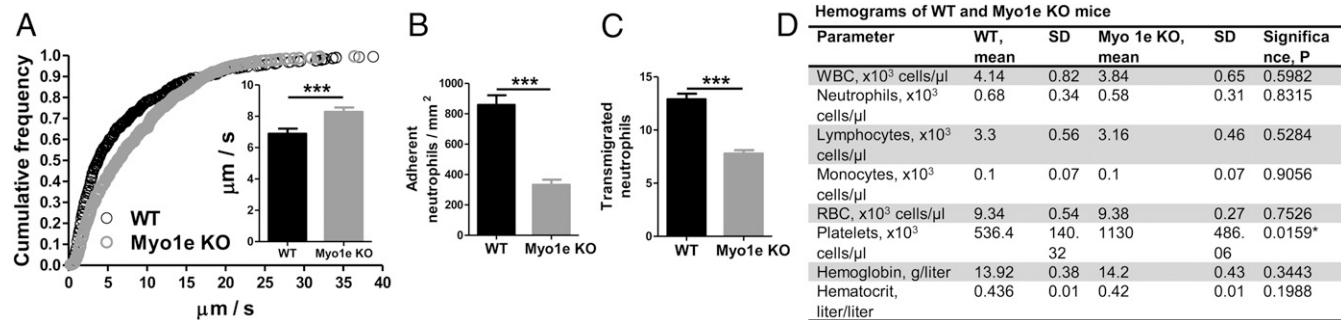 A
Cumulative frequency
1.0
0.9
0.8
0.7
0.6
0.5
0.4
0.3
0.2
0.1
0.0
0 5 10 15 20 25 30 35 40
μm / s
WT
Myo1e KO
***
μm / s
10
8
6
4
2
0
WT Myo1e KO
B
***
Adherent
neutrophils / mm 2
1000
800
600
400
200
0
WT Myo1e KO
C
***
Transmigrated
neutrophils
15
10
5
0
WT Myo1e KO
D
Hemograms of WT and Myo1e KO mice
Parameter WT, SD Myo 1e KO, SD Significa
mean mean nce, P
WBC, x10³ cells/µl 4.14 0.82 3.84 0.65 0.5982
Neutrophils, x10³ 0.68 0.34 0.58 0.31 0.8315
cells/µl
Lymphocytes, x10³ 3.3 0.56 3.16 0.46 0.5284
cells/µl
Monocytes, x10³ 0.1 0.07 0.1 0.07 0.9056
cells/µl
RBC, x10³ cells/µl 9.34 0.54 9.38 0.27 0.7526
Platelets, x10³ 536.4 140. 1130 486. 0.0159*
cells/µl 32 06
Hemoglobin, g/liter 13.92 0.38 14.2 0.43 0.3443
Hematocrit, 0.436 0.01 0.42 0.01 0.1988
liter/liter